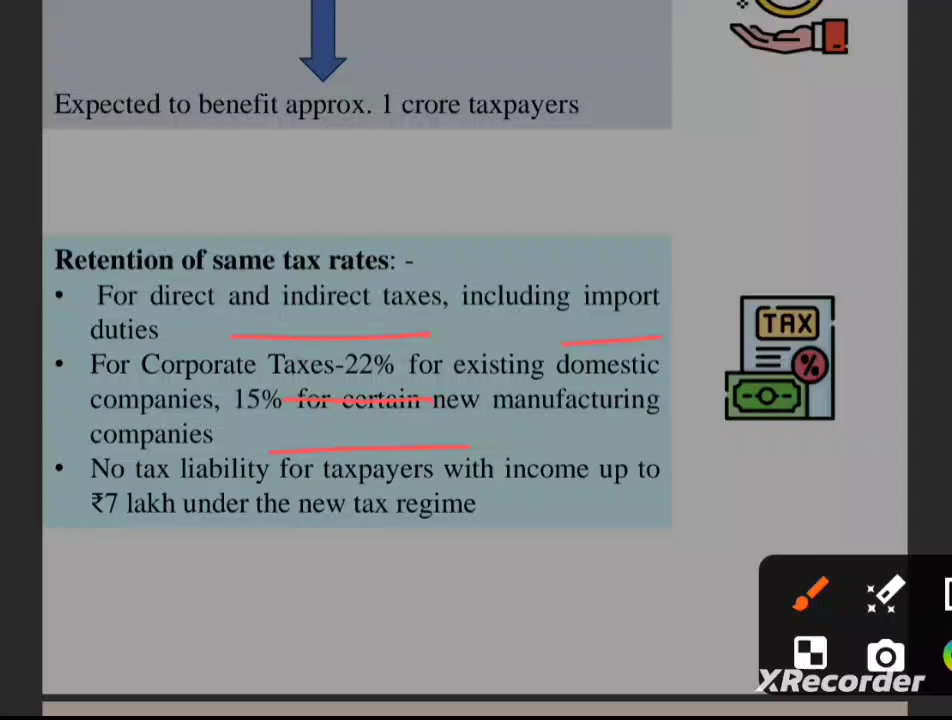 Expected to benefit approx. 1 crore taxpayers
Retention of same tax rates: -
• For direct and indirect taxes, including import
duties
• For Corporate Taxes-22% for existing domestic
companies, 15% for certain new manufacturing
companies
• No tax liability for taxpayers with income up to
₹7 lakh under the new tax regime
TAX
%
XRecorder